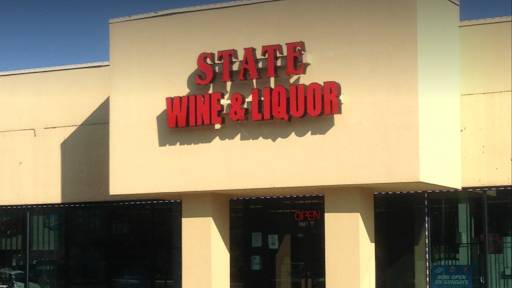 STATE
WINE & LIQUOR
OPEN
NOW OPEN
ON SUNDAYS